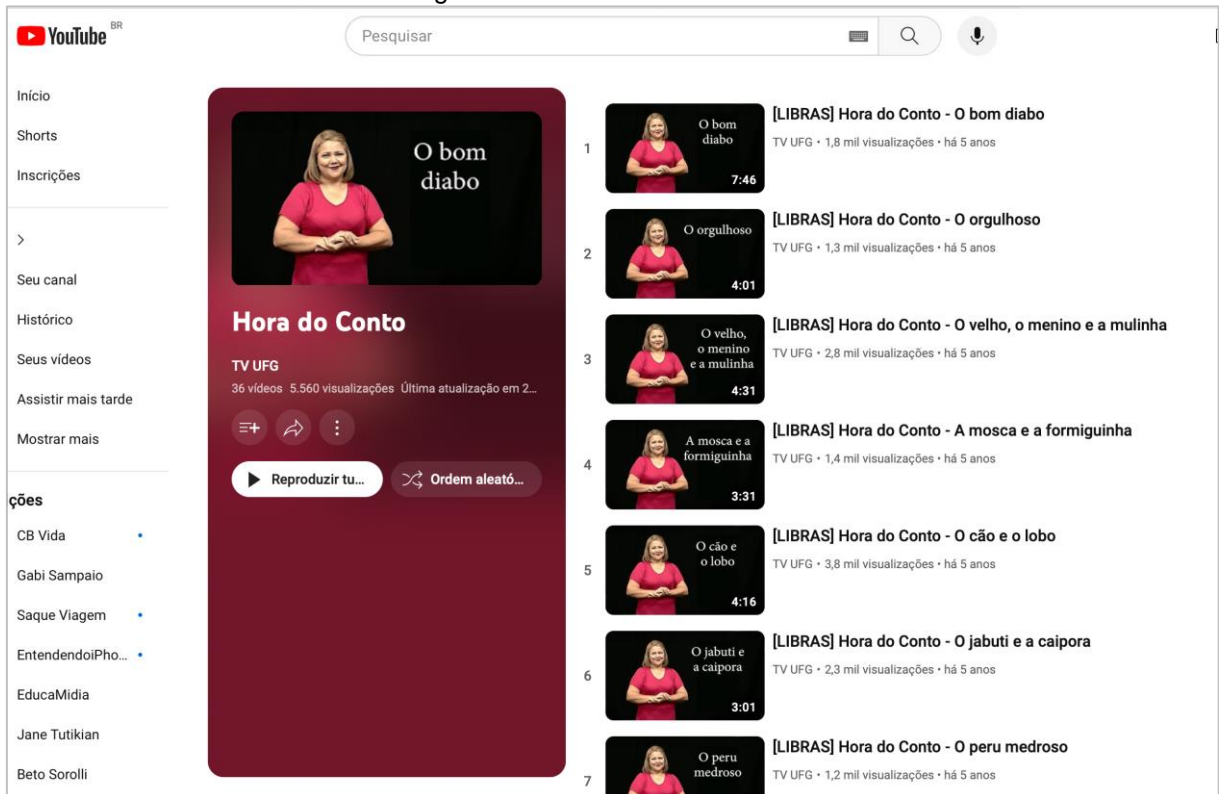 YouTube BR
Pesquisar
Início
Shorts
Inscrições
>
Seu canal
Histórico
Seus vídeos
Assistir mais tarde
Mostrar mais
ções
CB Vida
Gabi Sampaio
Saque Viagem
EntendendoiPho...
EducaMidia
Jane Tutikian
Beto Sorolli
O bom
diabo
Hora do Conto
TV UFG
36 vídeos 5.560 visualizações Última atualização em 2...
Reproduzir tu...
Ordem aleató...
1
O bom
diabo
7:46
[LIBRAS] Hora do Conto - O bom diabo
TV UFG • 1,8 mil visualizações • há 5 anos
2
O orgulhoso
4:01
[LIBRAS] Hora do Conto - O orgulhoso
TV UFG • 1,3 mil visualizações • há 5 anos
3
O velho,
o menino
e a mulinha
4:31
[LIBRAS] Hora do Conto - O velho, o menino e a mulinha
TV UFG • 2,8 mil visualizações • há 5 anos
4
A mosca e a
formiguinha
3:31
[LIBRAS] Hora do Conto - A mosca e a formiguinha
TV UFG • 1,4 mil visualizações • há 5 anos
5
O cão e
o lobo
4:16
[LIBRAS] Hora do Conto - O cão e o lobo
TV UFG • 3,8 mil visualizações • há 5 anos
6
O jabuti e
a caipora
3:01
[LIBRAS] Hora do Conto - O jabuti e a caipora
TV UFG • 2,3 mil visualizações • há 5 anos
7
O peru
medroso
[LIBRAS] Hora do Conto - O peru medroso
TV UFG • 1,2 mil visualizações • há 5 anos